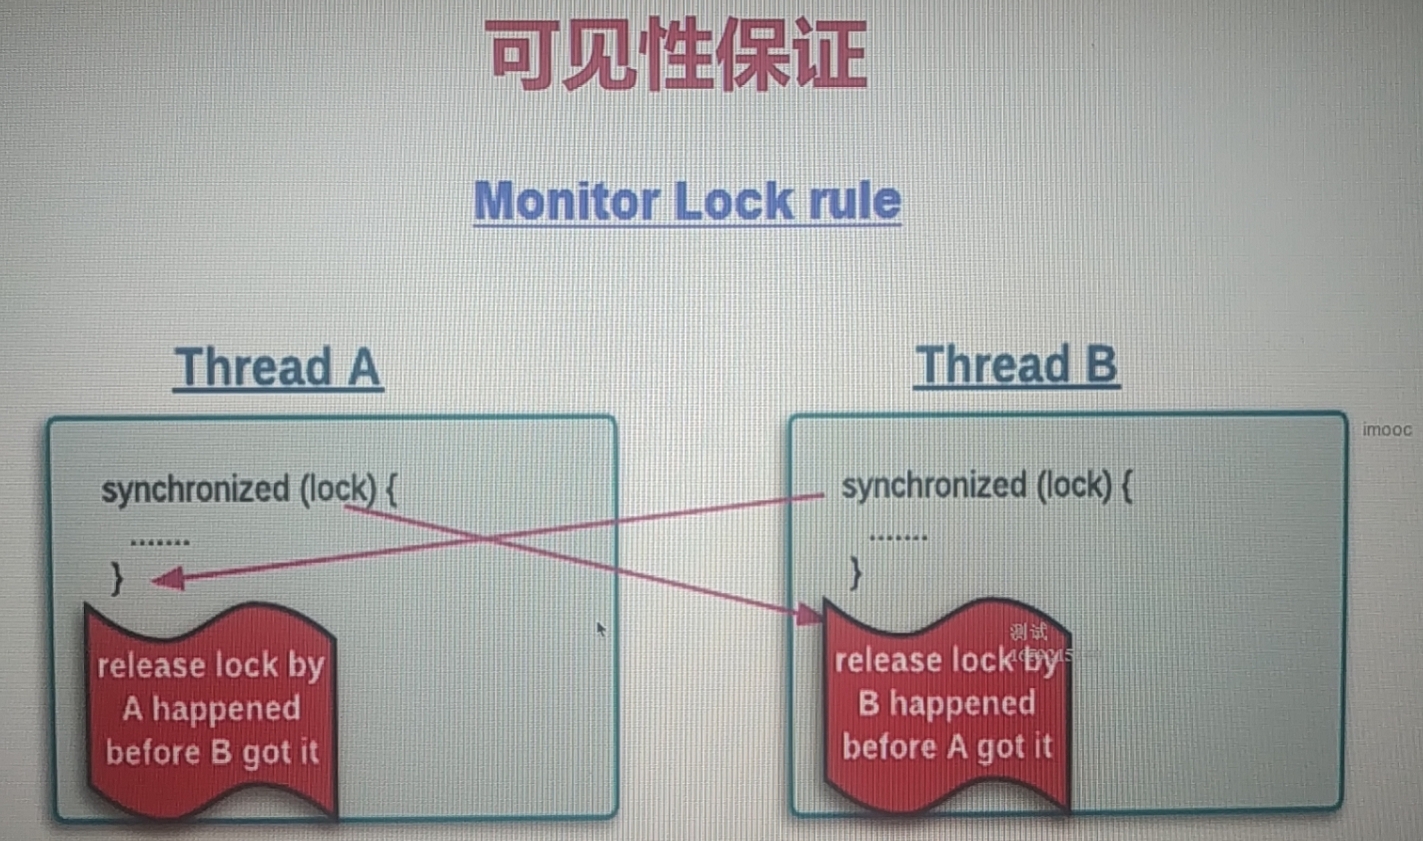 可见性保证
Monitor Lock rule
Thread A
Thread B
imooc
synchronized (lock) {
.......
}
synchronized (lock) {
.......
}
release lock by
A happened
before B got it
测试
release lock by
B happened
before A got it